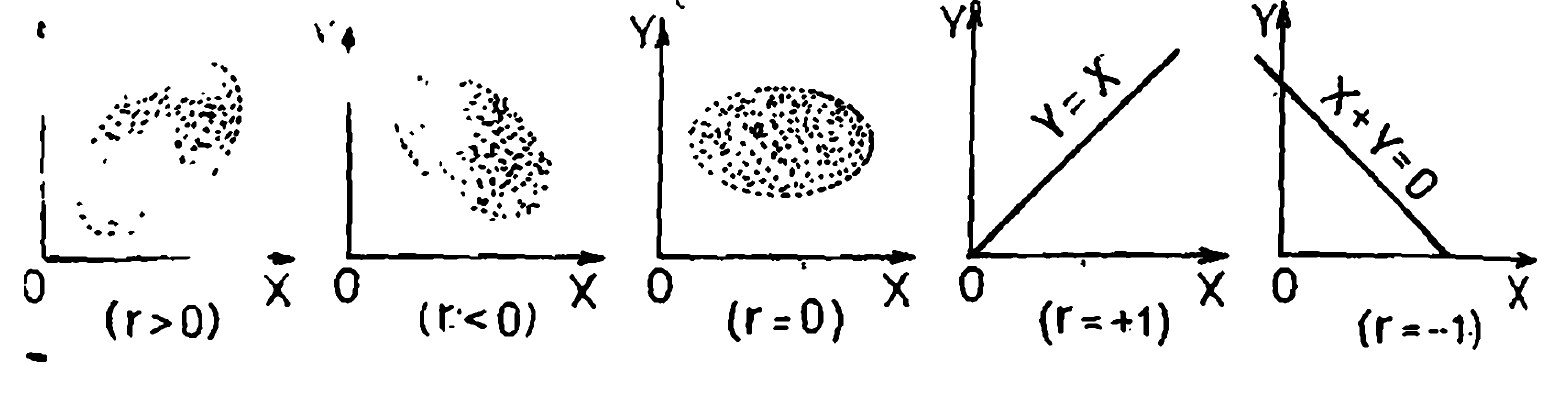 Y Y Y Y
Y = X
X + Y = 0
0 X 0 X 0 X 0 X 0 X
(r > 0) (r < 0) (r = 0) (r = +1) (r = -1)